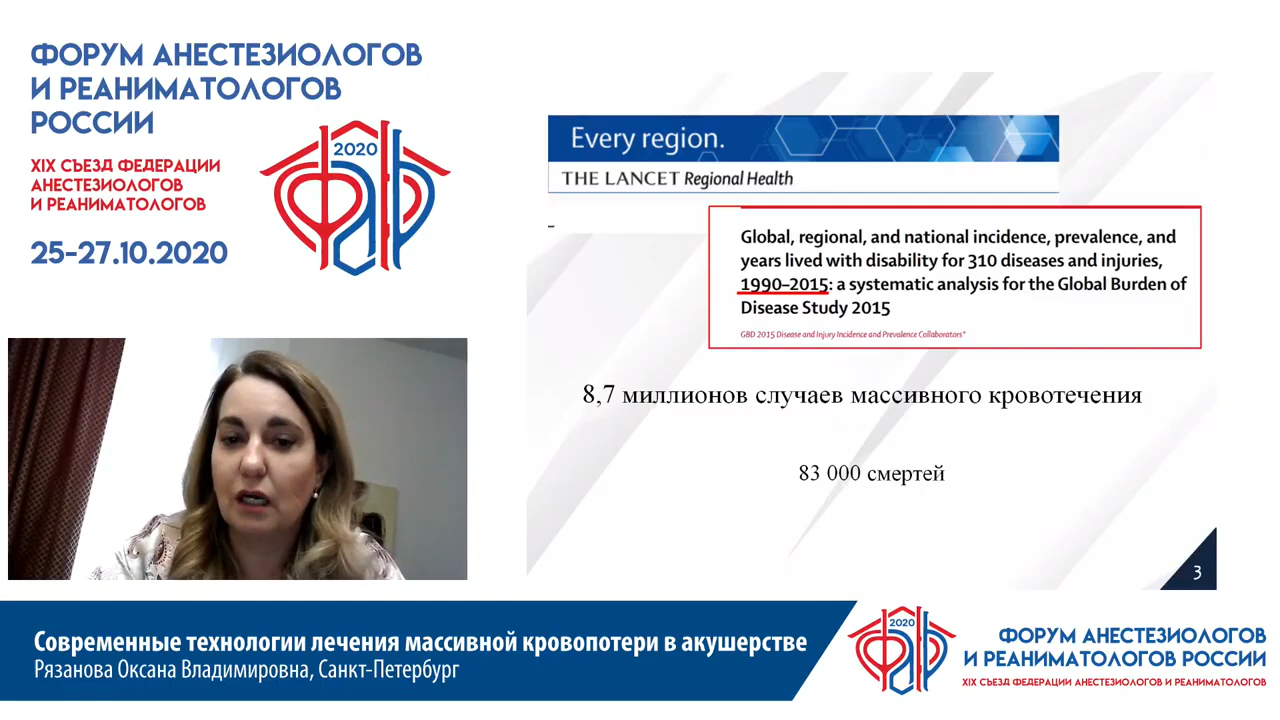 ФОРУМ АНЕСТЕЗИОЛОГОВ
И РЕАНИМАТОЛОГОВ
РОССИИ
XIX СЪЕЗД ФЕДЕРАЦИИ
АНЕСТЕЗИОЛОГОВ
И РЕАНИМАТОЛОГОВ
25-27.10.2020
2020
ФАР
Every region.
THE LANCET Regional Health
Global, regional, and national incidence, prevalence, and
years lived with disability for 310 diseases and injuries,
1990–2015: a systematic analysis for the Global Burden of
Disease Study 2015
GBD 2015 Disease and Injury Incidence and Prevalence Collaborators*
8,7 миллионов случаев массивного кровотечения
83 000 смертей
3
Современные технологии лечения массивной кровопотери в акушерстве
Рязанова Оксана Владимировна, Санкт-Петербург
2020
ФАР
ФОРУМ АНЕСТЕЗИОЛОГОВ
И РЕАНИМАТОЛОГОВ РОССИИ
XIX СЪЕЗД ФЕДЕРАЦИИ АНЕСТЕЗИОЛОГОВ И РЕАНИМАТОЛОГОВ